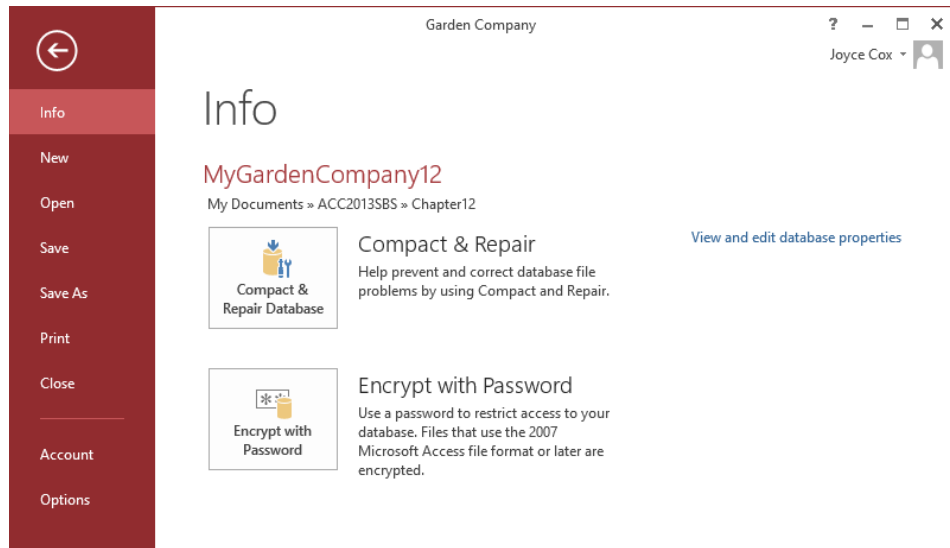 Garden Company
?
Joyce Cox
Info
New
Open
Save
Save As
Print
Close
Account
Options
Info
MyGardenCompany12
My Documents » ACC2013SBS » Chapter12
Compact &
Repair Database
Compact & Repair
Help prevent and correct database file
problems by using Compact and Repair.
View and edit database properties
Encrypt with
Password
Encrypt with Password
Use a password to restrict access to your
database. Files that use the 2007
Microsoft Access file format or later are
encrypted.